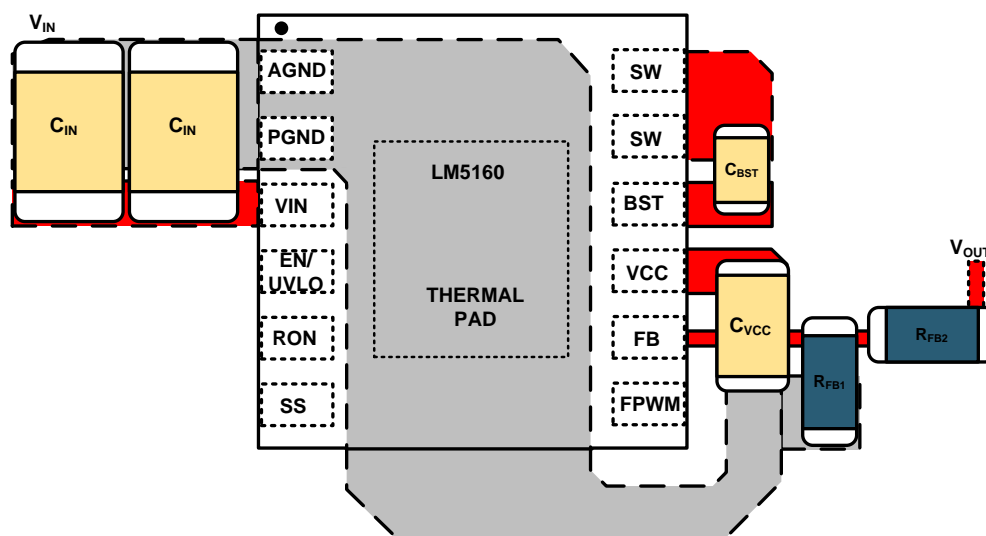 VIN
CIN
CIN
AGND
PGND
VIN
EN/
UVLO
RON
SS
LM5160
THERMAL
PAD
SW
SW
BST
VCC
FB
FPWM
CBST
CVCC
RFB1
RFB2
VOUT